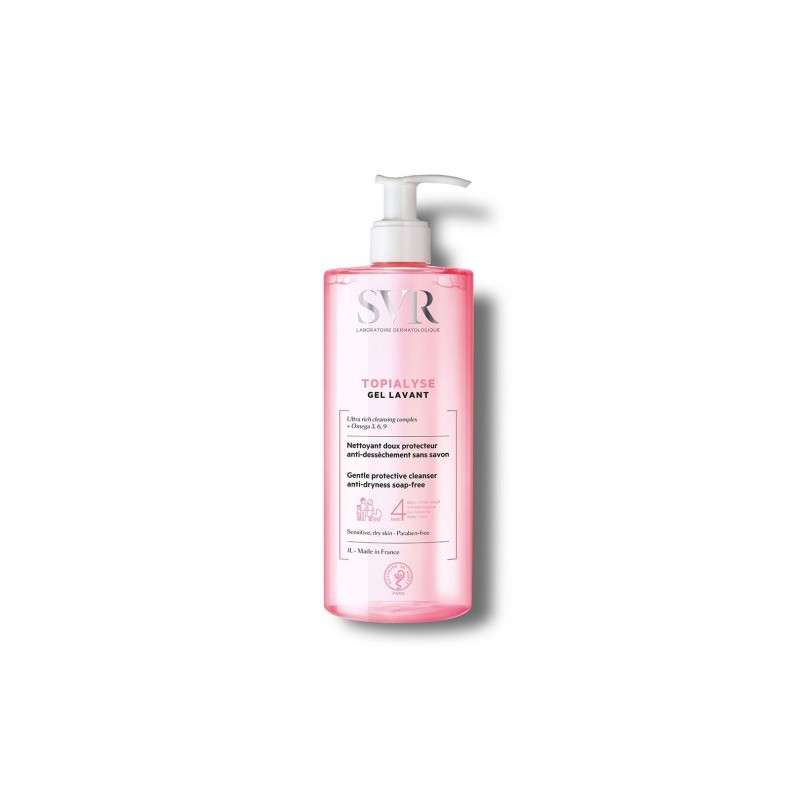 SVR
LABORATOIRE DERMATOLOGIQUE
TOPIALYSE
GEL LAVANT
Ultra rich cleansing complex
+ Omega 3, 6, 9
Nettoyant doux protecteur
anti-dessèchement sans savon
Gentle protective cleanser
anti-dryness soap-free
4
Sensitive, dry skin - Paraben-free
1L - Made in France
PARIS